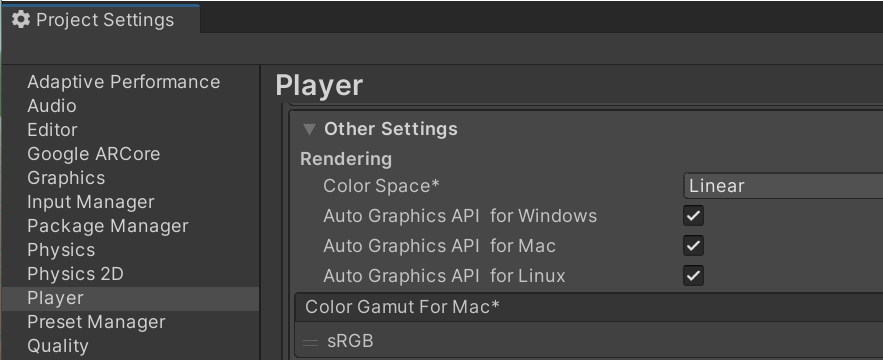 Project Settings
Adaptive Performance
Audio
Editor
Google ARCore
Graphics
Input Manager
Package Manager
Physics
Physics 2D
Player
Preset Manager
Quality
Player
Other Settings
Rendering
Color Space*
Linear
Auto Graphics API  for Windows
Auto Graphics API  for Mac
Auto Graphics API  for Linux
Color Gamut For Mac*
sRGB